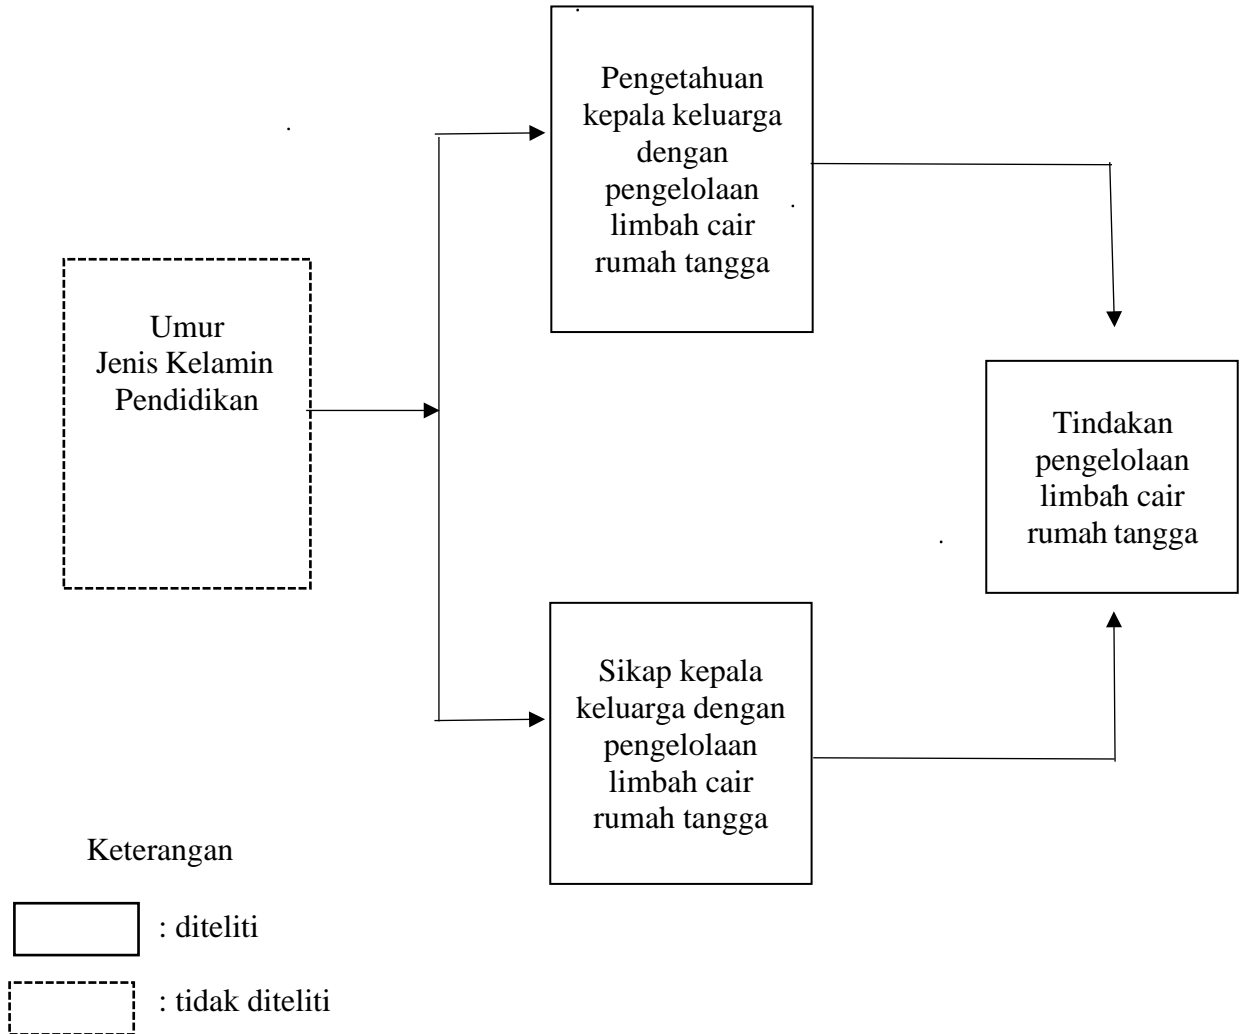 Pengetahuan
kepala keluarga
dengan
pengelolaan
limbah cair
rumah tangga
Umur
Jenis Kelamin
Pendidikan
Tindakan
pengelolaan
limbah cair
rumah tangga
Sikap kepala
keluarga dengan
pengelolaan
limbah cair
rumah tangga
Keterangan
: diteliti
: tidak diteliti